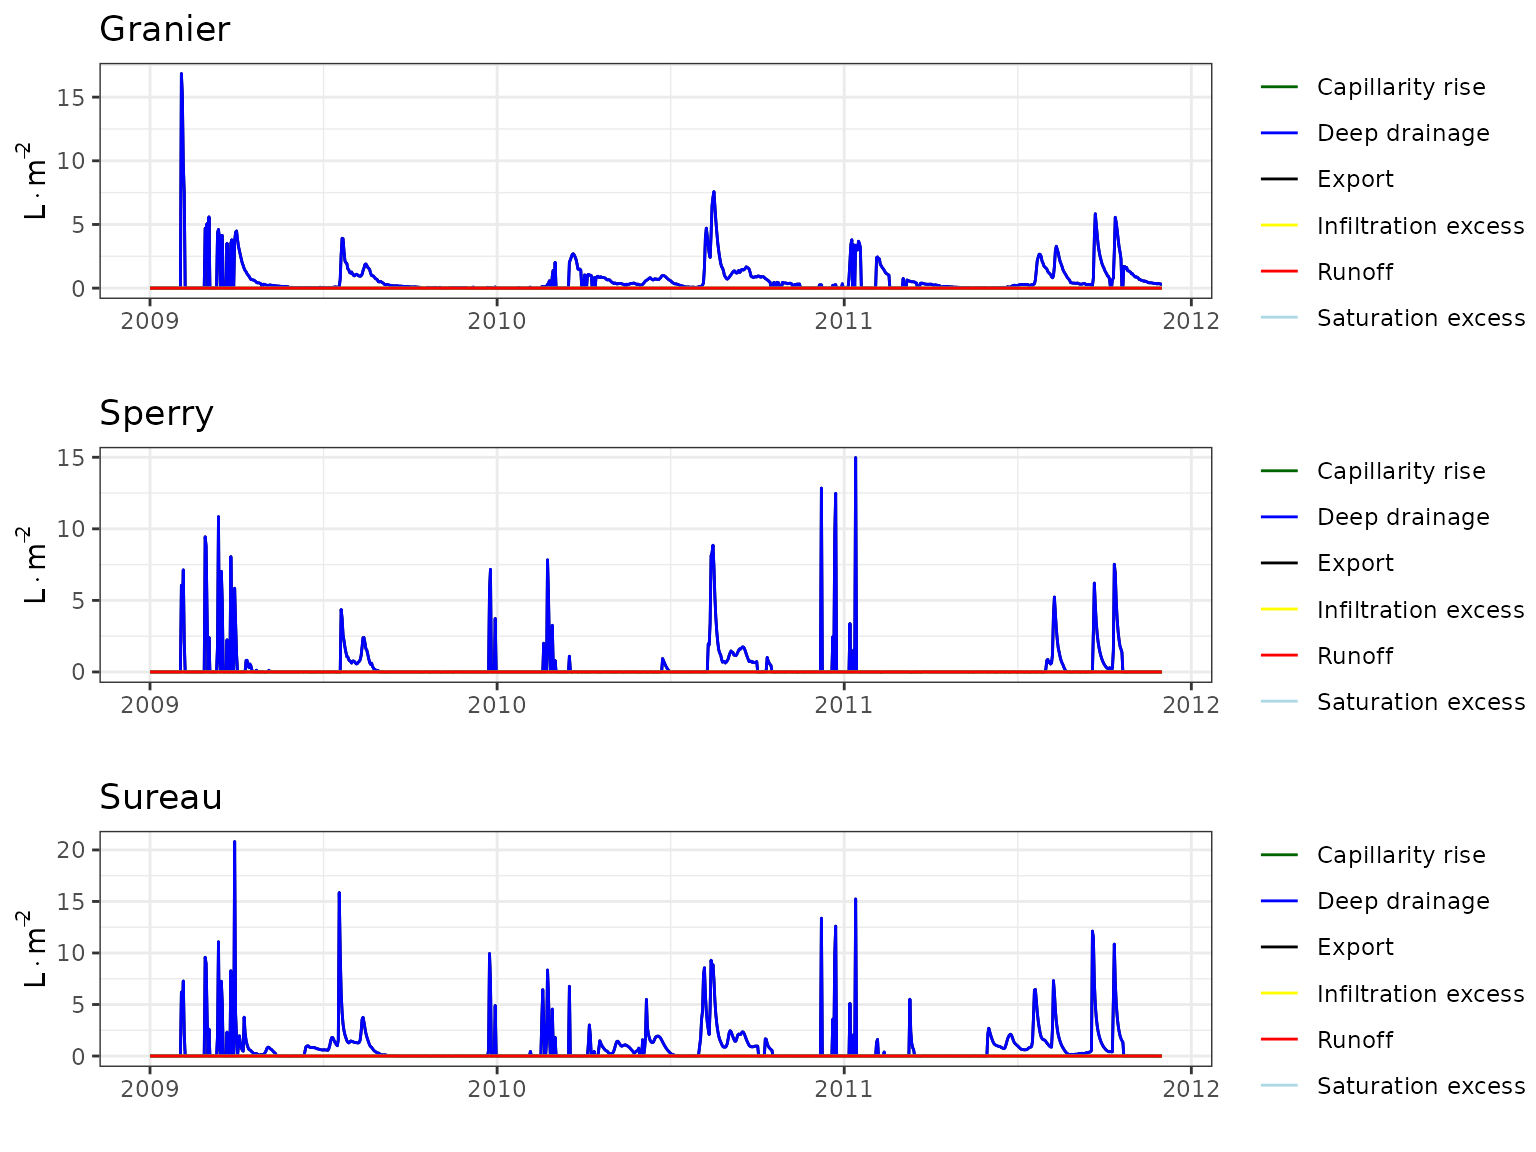 Granier
L · m⁻²
15
10
5
0
2009 2010 2011 2012
Capillarity rise
Deep drainage
Export
Infiltration excess
Runoff
Saturation excess
Sperry
L · m⁻²
15
10
5
0
2009 2010 2011 2012
Capillarity rise
Deep drainage
Export
Infiltration excess
Runoff
Saturation excess
Sureau
L · m⁻²
20
15
10
5
0
2009 2010 2011 2012
Capillarity rise
Deep drainage
Export
Infiltration excess
Runoff
Saturation excess